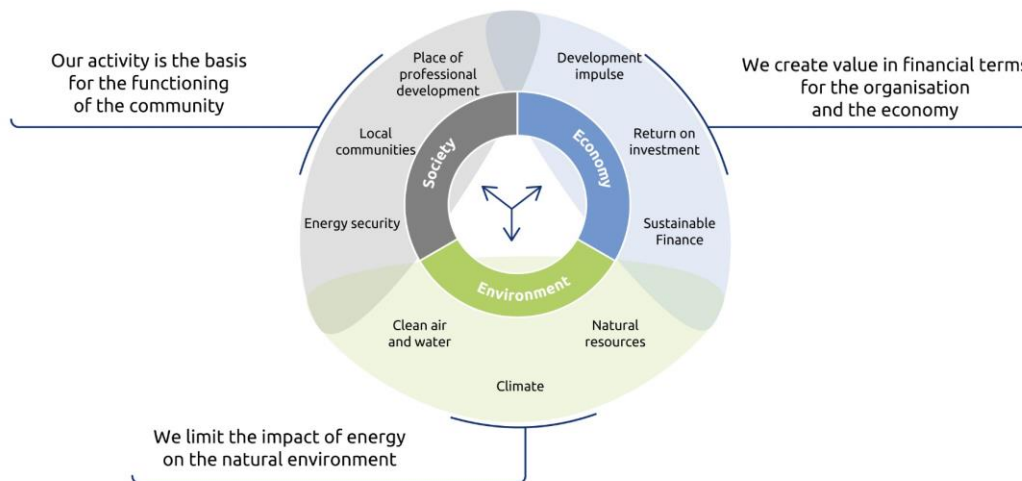 Our activity is the basis
for the functioning
of the community
Place of
professional
development
Development
impulse
We create value in financial terms
for the organisation
and the economy
Local
communities
Return on
investment
Society
Economy
Energy security
Sustainable
Finance
Environment
Clean air
and water
Natural
resources
Climate
We limit the impact of energy
on the natural environment